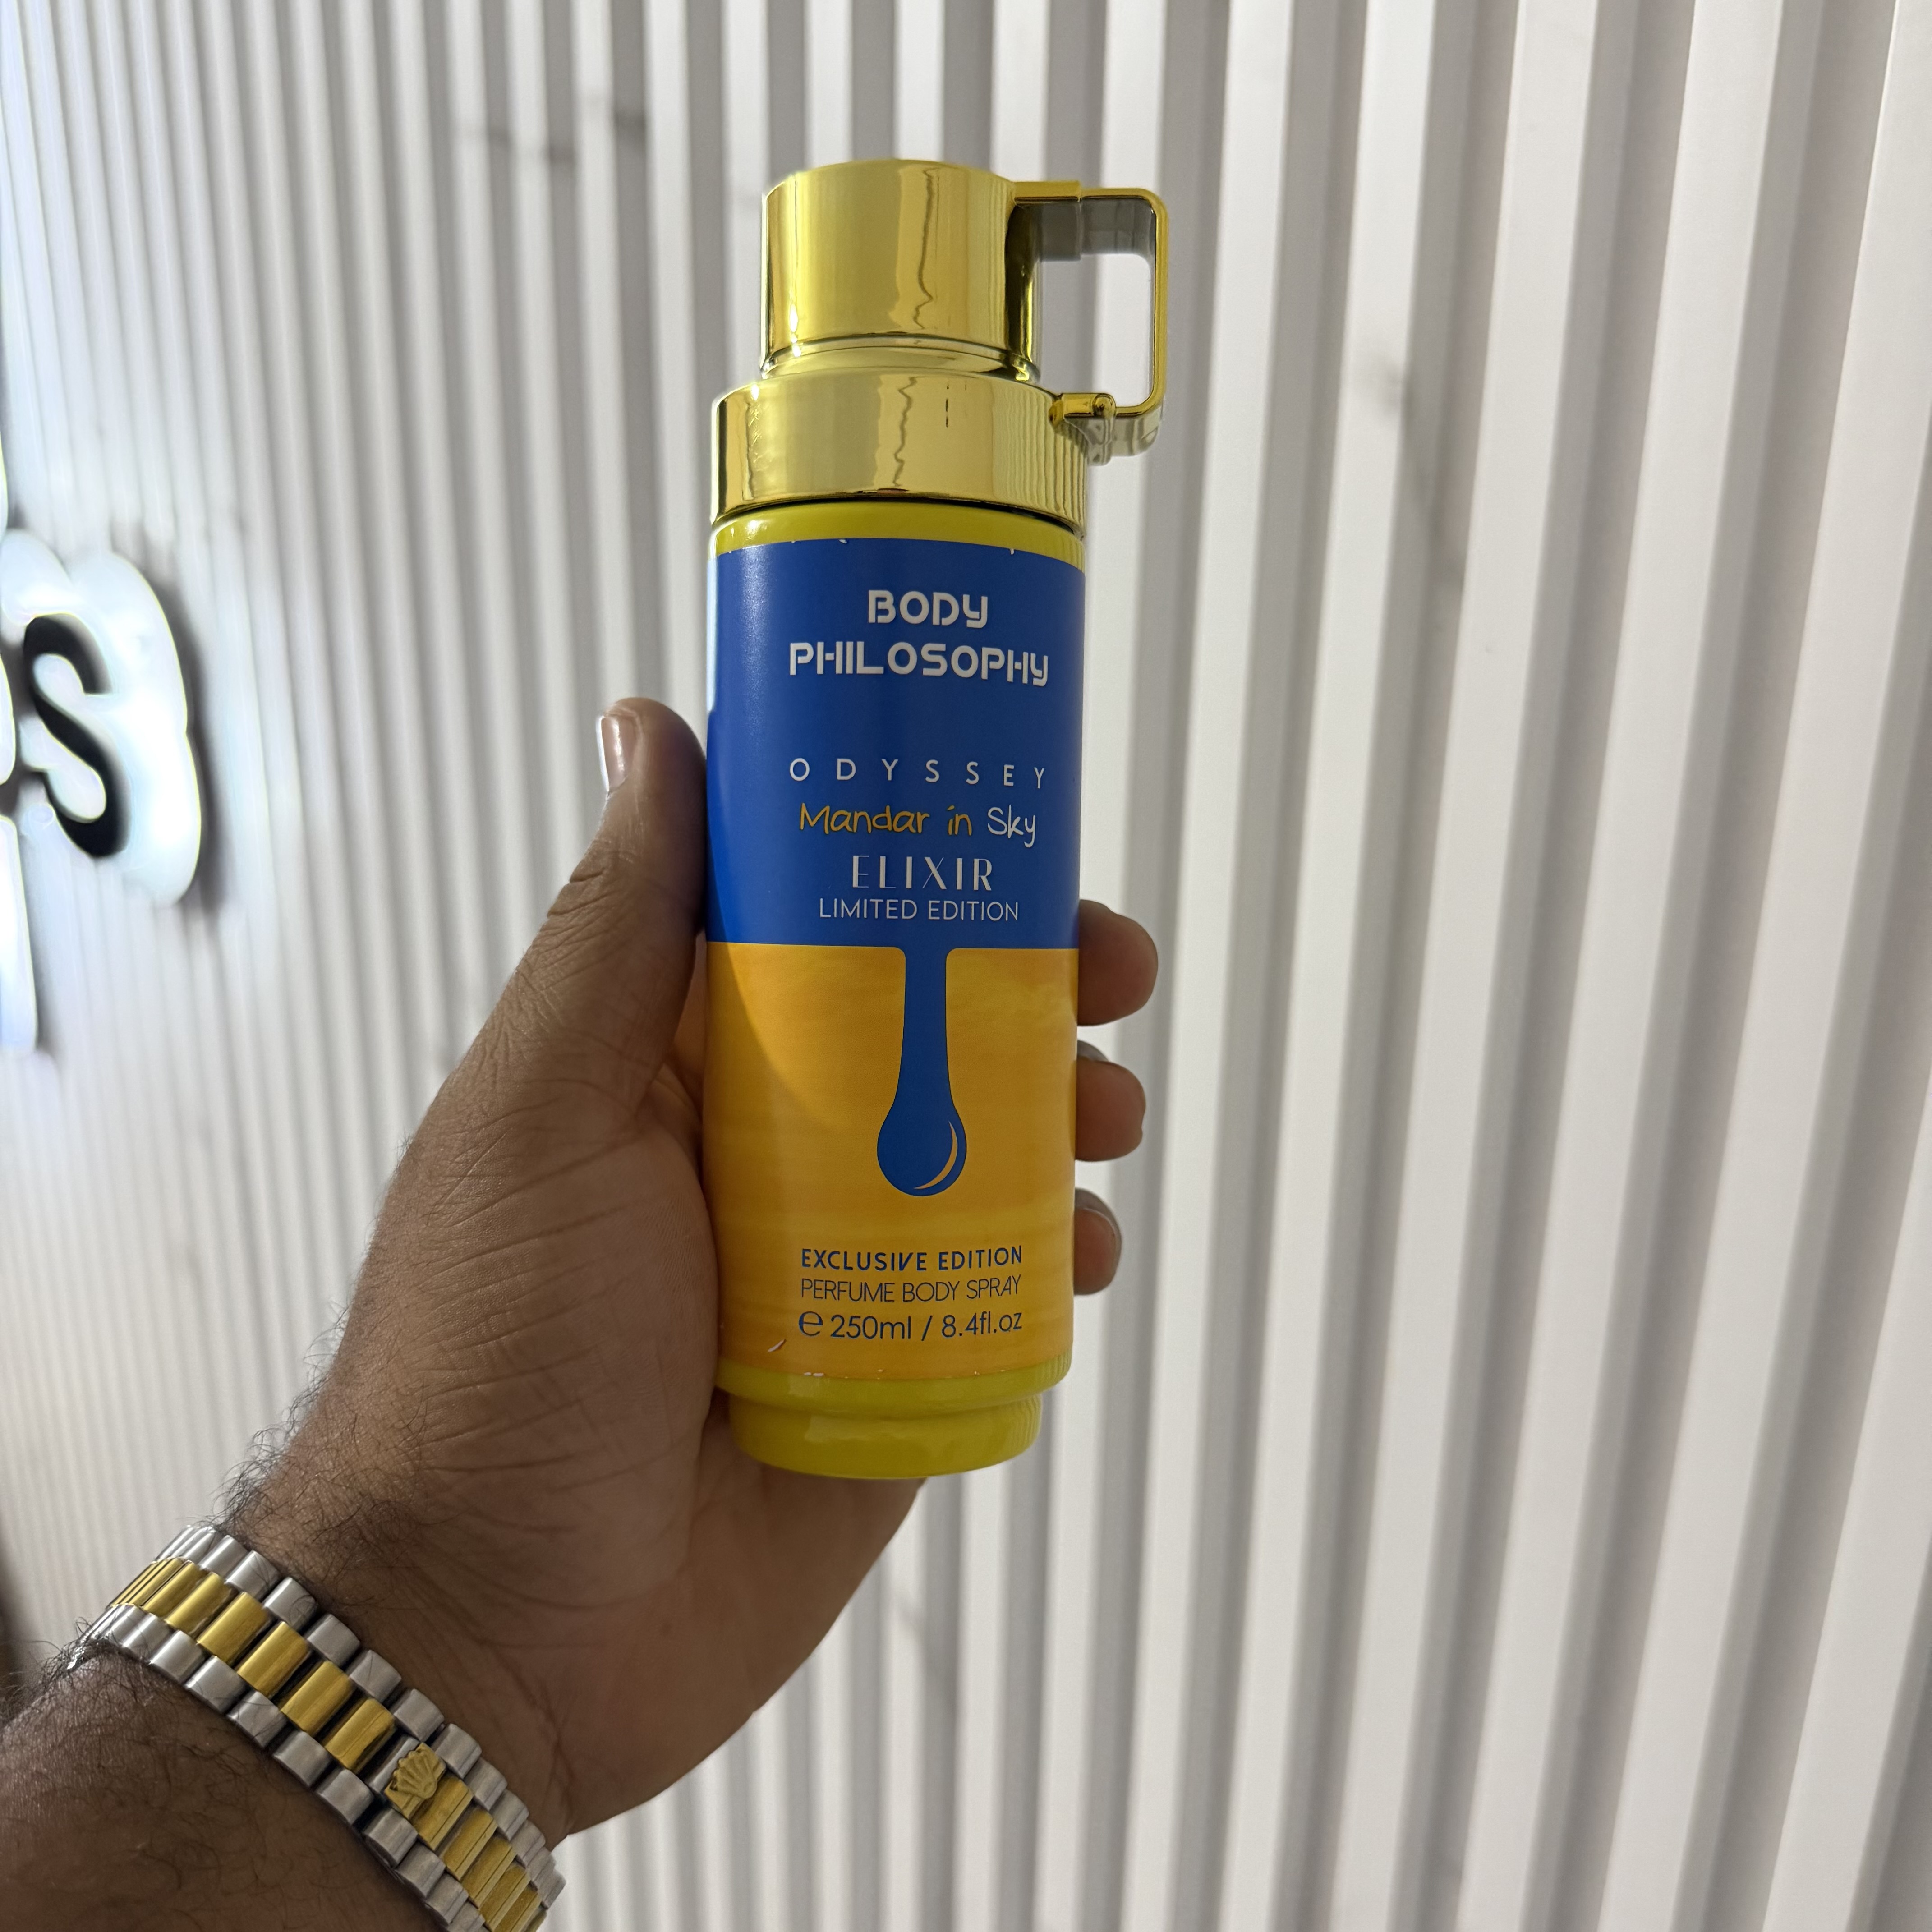 BODY
PHILOSOPHY
ODYSSEY
Mandar in Sky
ELIXIR
LIMITED EDITION
EXCLUSIVE EDITION
PERFUME BODY SPRAY
℮ 250ml / 8.4fl.oz
s